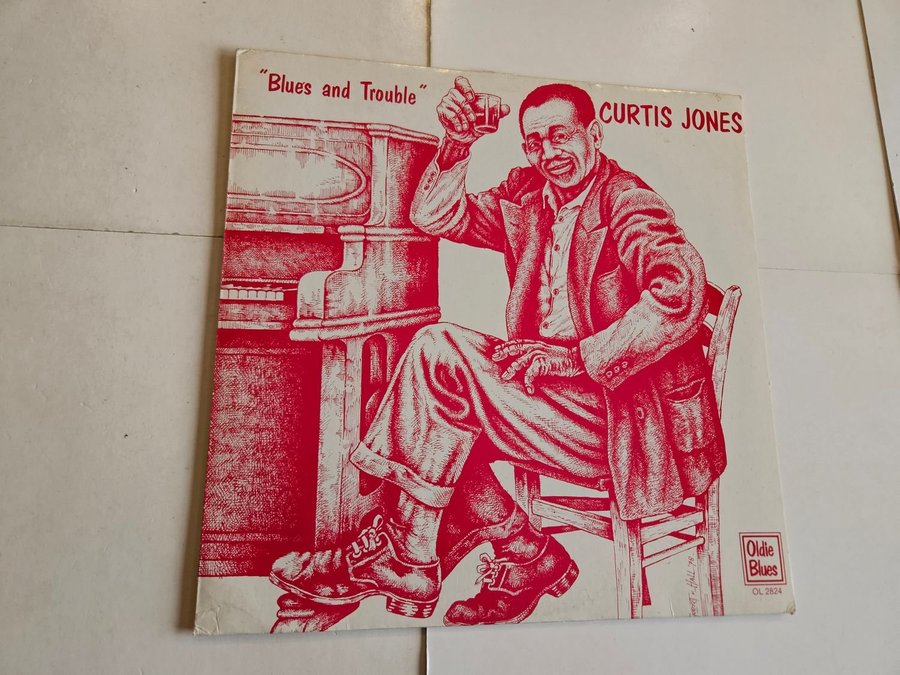 "Blues and Trouble"
CURTIS JONES
Oldie
Blues
OL 2824